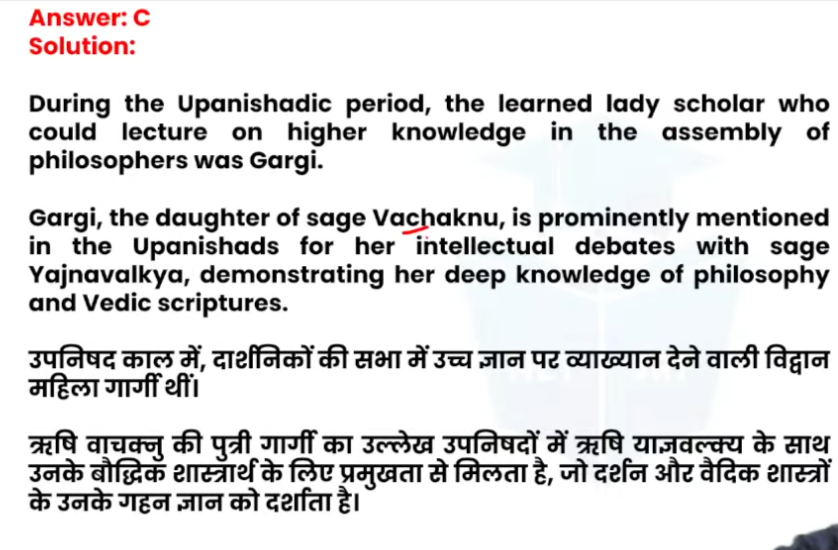 Answer: C
Solution:
During the Upanishadic period, the learned lady scholar who
could lecture on higher knowledge in the assembly of
philosophers was Gargi.
Gargi, the daughter of sage Vachaknu, is prominently mentioned
in the Upanishads for her intellectual debates with sage
Yajnavalkya, demonstrating her deep knowledge of philosophy
and Vedic scriptures.
उपनिषद काल में, दार्शनिकों की सभा में उच्च ज्ञान पर व्याख्यान देने वाली विद्वान
महिला गार्गी थीं।
ऋषि वाचक्नु की पुत्री गार्गी का उल्लेख उपनिषदों में ऋषि याज्ञवल्क्य के साथ
उनके बौद्धिक शास्त्रार्थ के लिए प्रमुखता से मिलता है, जो दर्शन और वैदिक शास्त्रों
के उनके गहन ज्ञान को दर्शाता है।